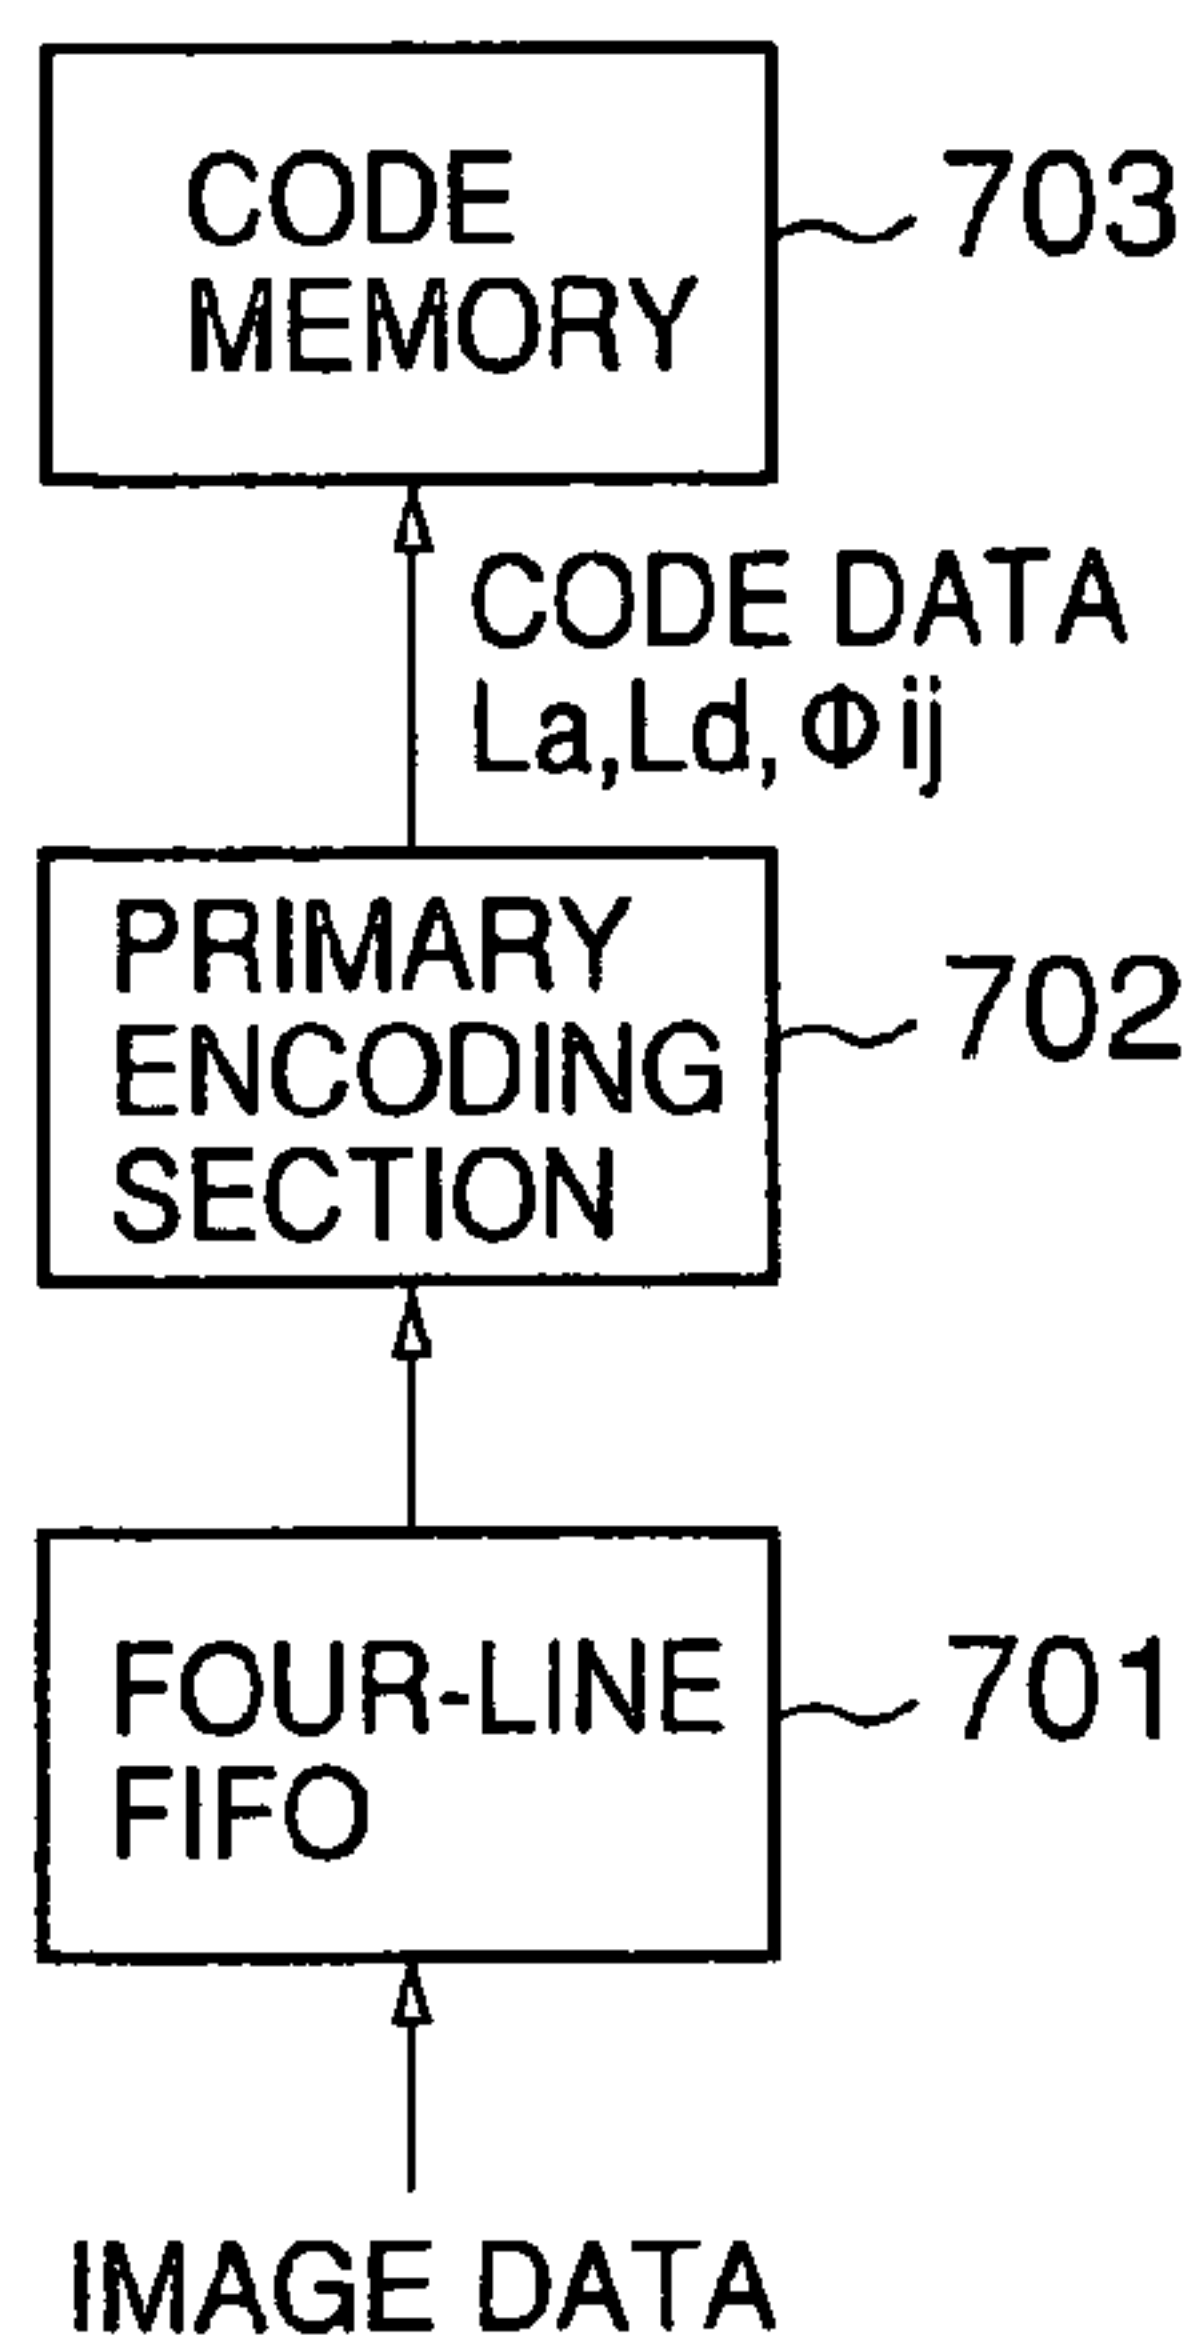 CODE
MEMORY
703
CODE DATA
La,Ld,Φij
PRIMARY
ENCODING
SECTION
702
FOUR-LINE
FIFO
701
IMAGE DATA